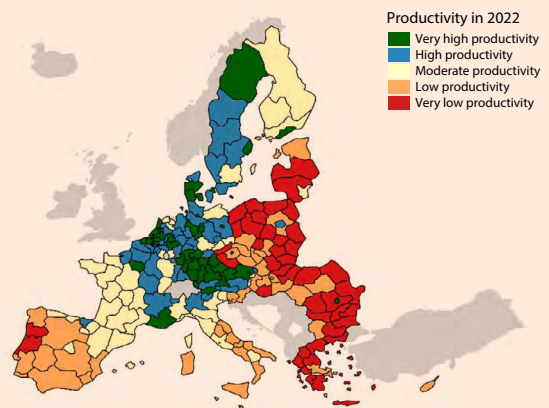 Productivity in 2022
Very high productivity
High productivity
Moderate productivity
Low productivity
Very low productivity